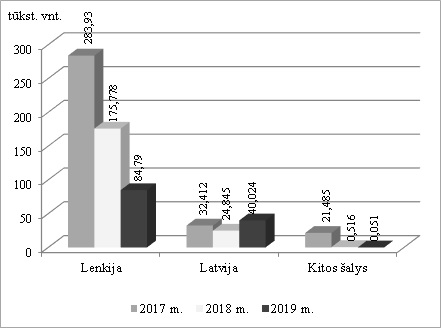 tūkst. vnt.
300
250
200
150
100
50
0
283,93
175,778
84,79
32,412
24,845
40,024
21,485
0,516
0,051
Lenkija
Latvija
Kitos šalys
2017 m.
2018 m.
2019 m.